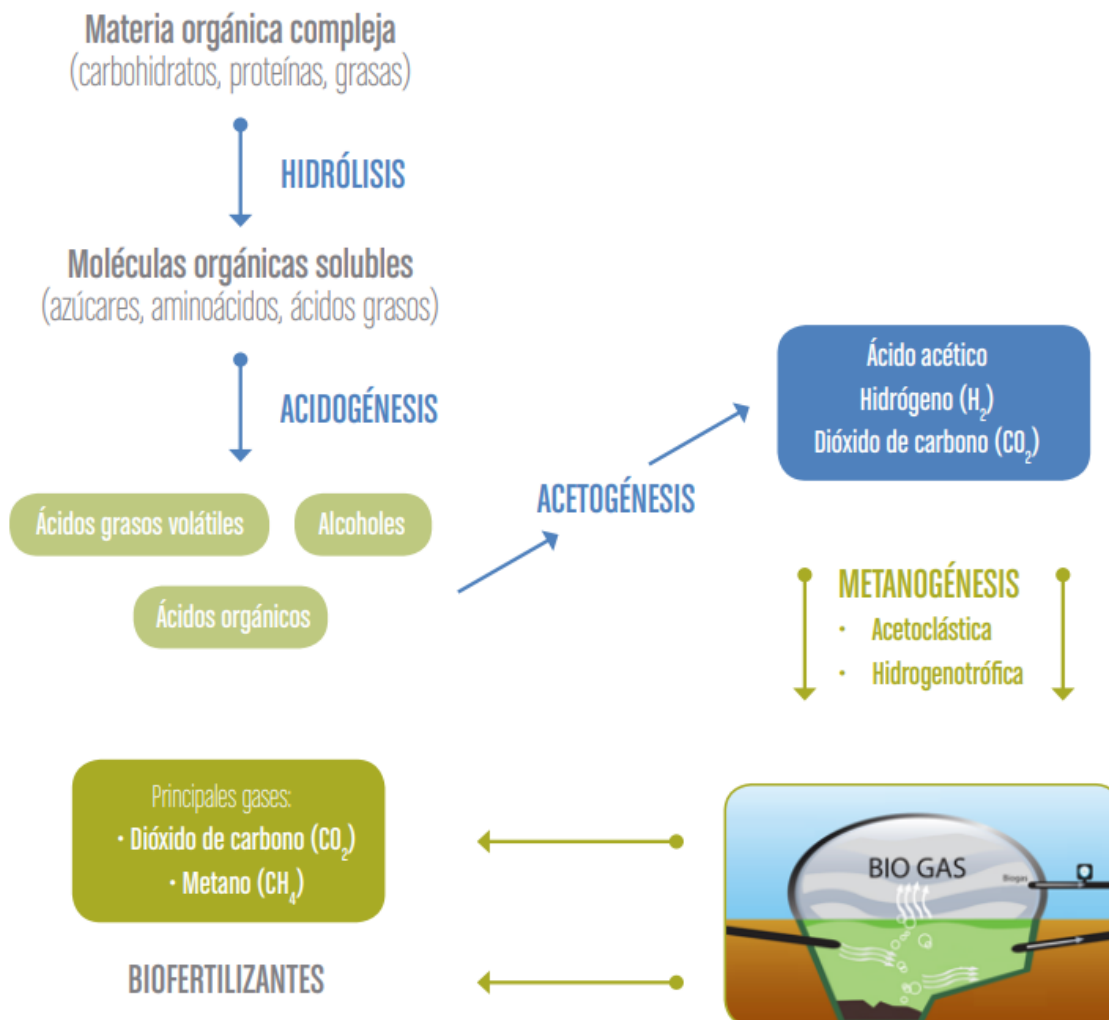 Materia orgánica compleja
(carbohidratos, proteínas, grasas)
HIDRÓLISIS
Moléculas orgánicas solubles
(azúcares, aminoácidos, ácidos grasos)
ACIDOGÉNESIS
Ácidos grasos volátiles
Alcoholes
Ácidos orgánicos
ACETOGÉNESIS
Ácido acético
Hidrógeno (H₂)
Dióxido de carbono (CO₂)
METANOGÉNESIS
· Acetoclástica
· Hidrogenotrófica
BIO GAS
Biogas
Principales gases:
· Dióxido de carbono (CO₂)
· Metano (CH₄)
BIOFERTILIZANTES